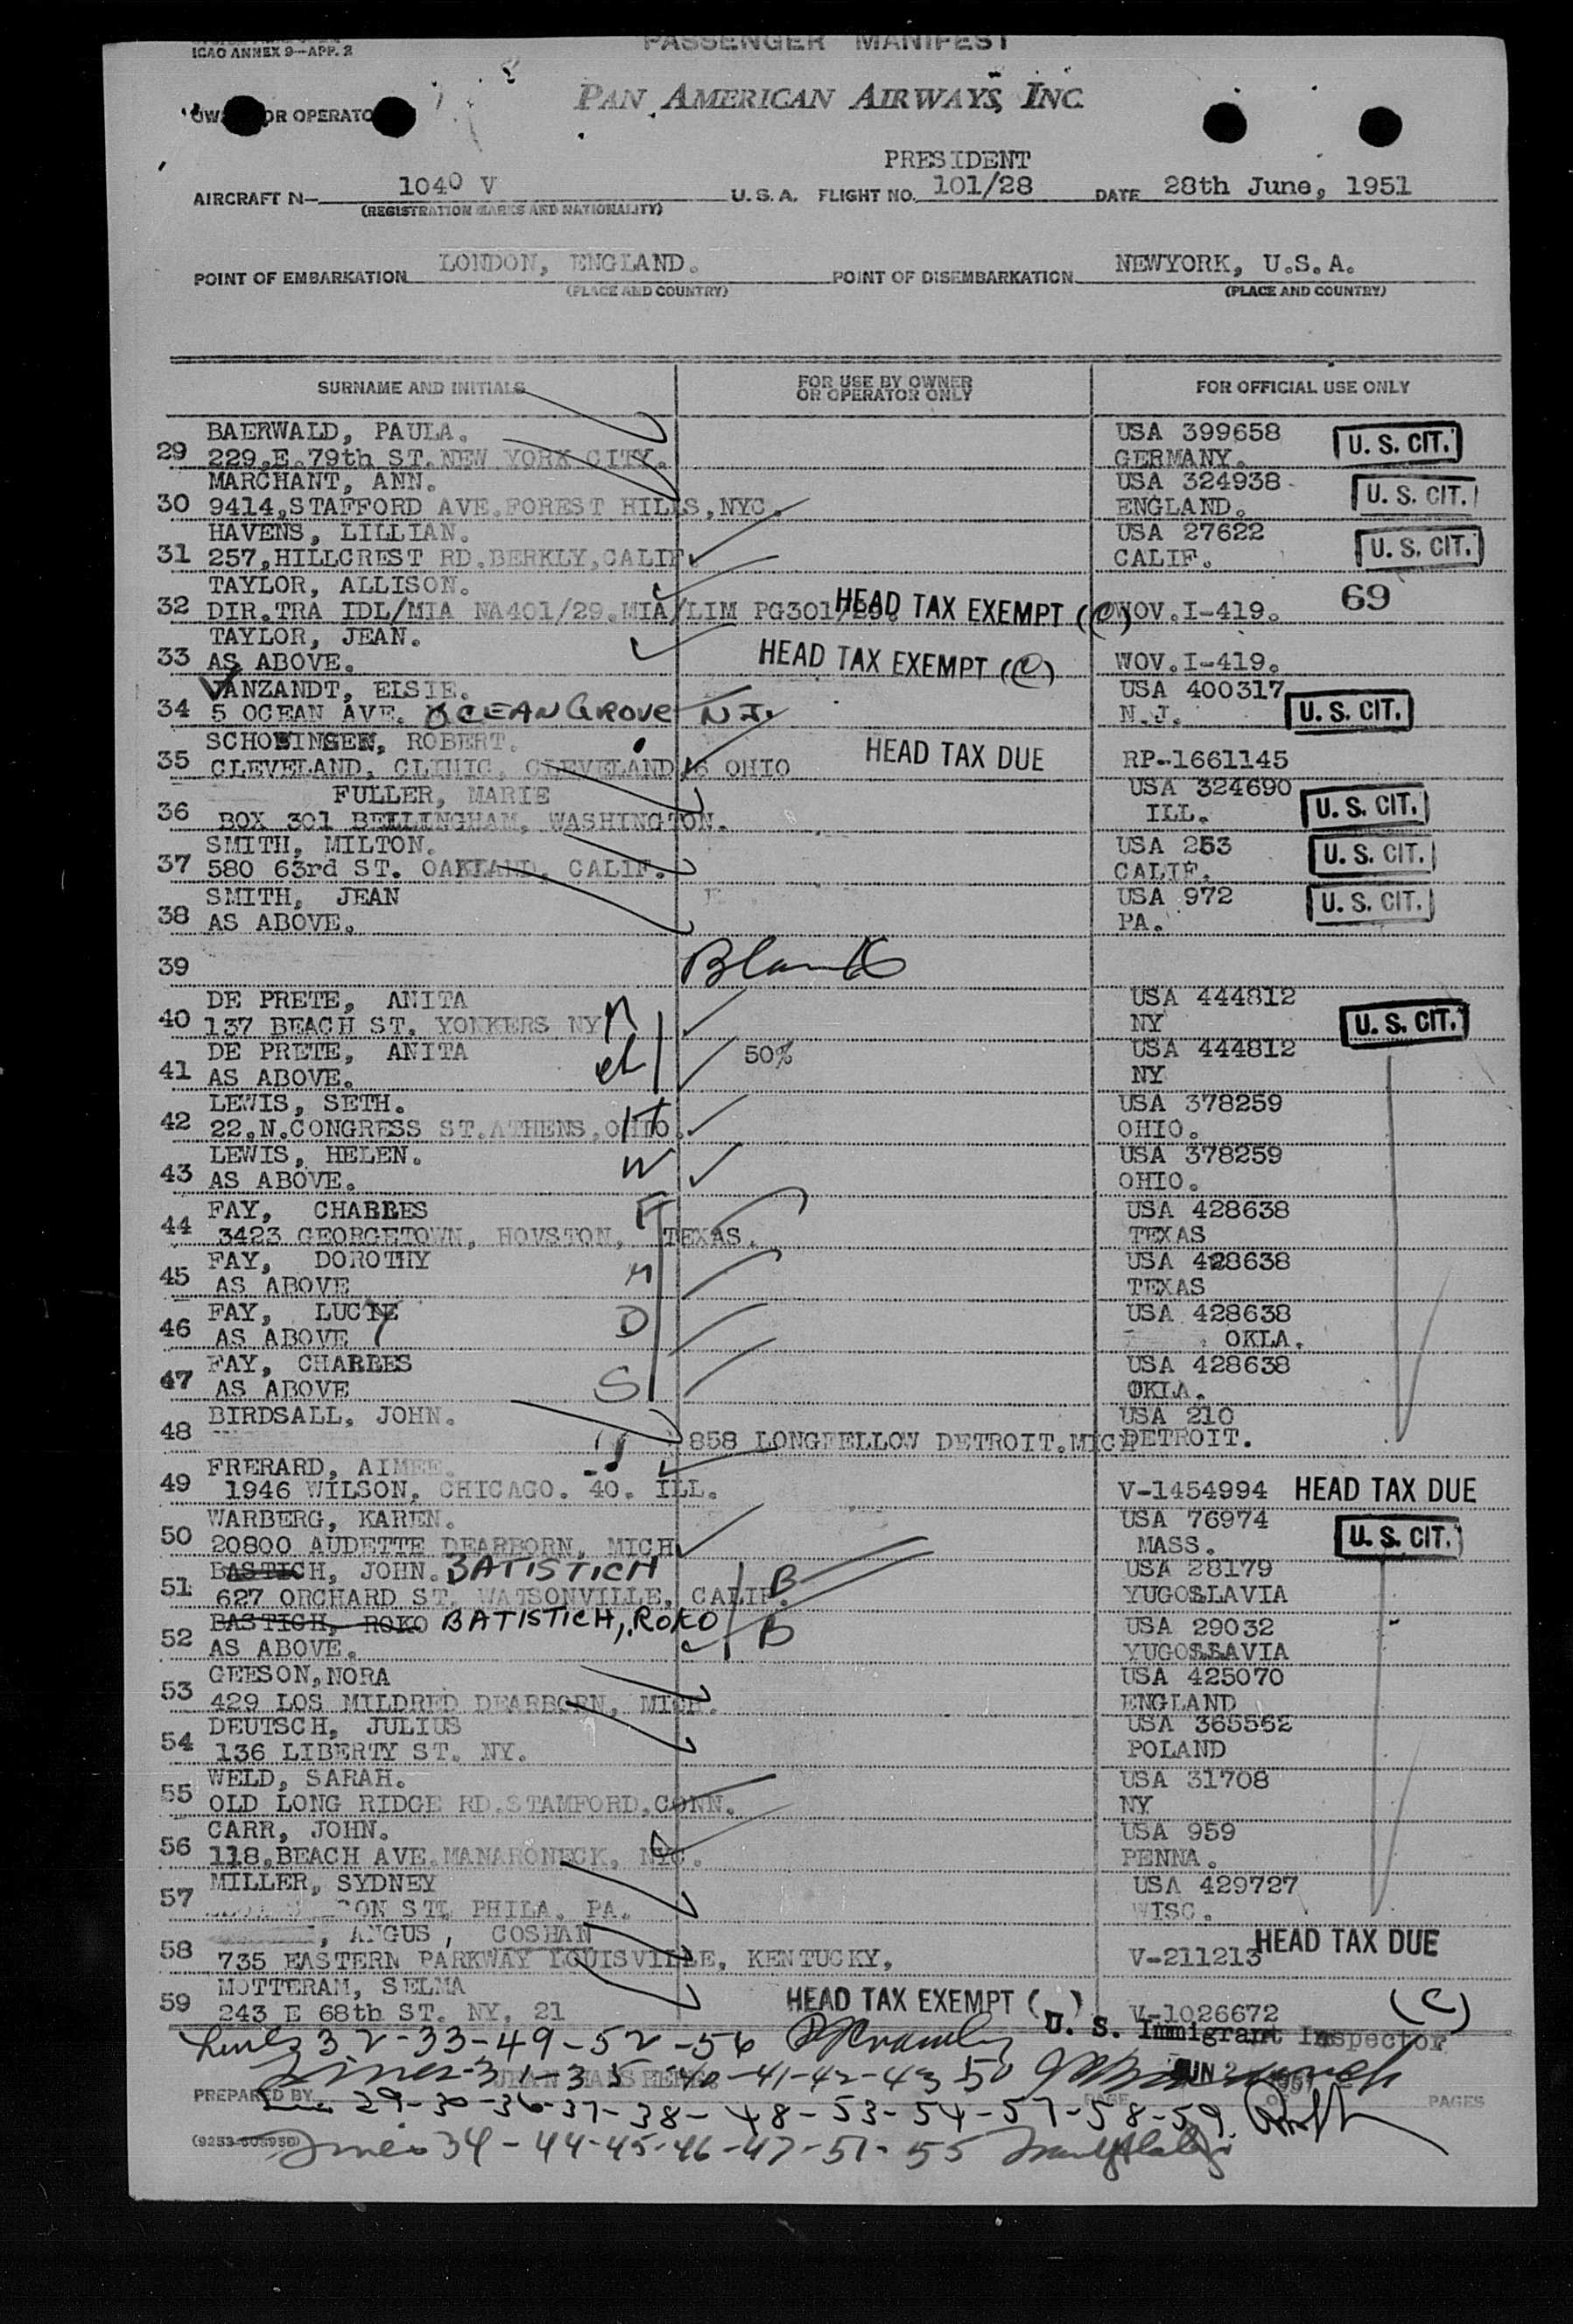 ICAO ANNEX 9—APP. 2
PASSENGER MANIFEST
PAN AMERICAN AIRWAYS, INC.
OR OPERATO
PRESIDENT
AIRCRAFT N— 1040 V U. S. A. FLIGHT NO. 101/28 DATE 28th June, 1951
(REGISTRATION MARKS AND NATIONALITY)
POINT OF EMBARKATION LONDON, ENGLAND. POINT OF DISEMBARKATION NEWYORK, U.S.A.
(PLACE AND COUNTRY) (PLACE AND COUNTRY)
SURNAME AND INITIALS FOR USE BY OWNER OR OPERATOR ONLY FOR OFFICIAL USE ONLY
BAERWALD, PAULA. USA 399658 U. S. CIT.
29 229.E.79th ST.NEW YORK CITY. GERMANY.
MARCHANT, ANN. USA 324938 U. S. CIT.
30 9414,STAFFORD AVE.FOREST HILLS,NYC. ENGLAND.
HAVENS, LILLIAN. USA 27622 U. S. CIT.
31 257,HILLCREST RD.BERKLY,CALIF CALIF.
TAYLOR, ALLISON. 69
32 DIR.TRA IDL/MIA NA401/29.MIA/LIM PG301/ HEAD TAX EXEMPT (C) WOV.I-419.
TAYLOR, JEAN.
33 AS ABOVE. HEAD TAX EXEMPT (C) WOV.I-419.
VANZANDT, ELSIE. USA 400317
34 5 OCEAN AVE. OCEAN GROVE N.J. N.J. U. S. CIT.
SCHOBINGEN, ROBERT. HEAD TAX DUE
35 CLEVELAND, CLINIC, CLEVELAND 6 OHIO RP-1661145
FULLER, MARIE USA 324690
36 BOX 301 BELLINGHAM, WASHINGTON. ILL. U. S. CIT.
SMITH, MILTON. USA 253 U. S. CIT.
37 580 63rd ST. OAKLAND, CALIF. CALIF.
SMITH, JEAN USA 972 U. S. CIT.
38 AS ABOVE. PA.
39 Blank
DE PRETE, ANITA USA 444812
40 137 BEACH ST. YONKERS NY NY U. S. CIT.
DE PRETE, ANITA 50% USA 444812
41 AS ABOVE. NY
LEWIS, SETH. H USA 378259
42 22.N.CONGRESS ST.ATHENS,OHIO. OHIO.
LEWIS, HELEN. W USA 378259
43 AS ABOVE. OHIO.
FAY, CHARLES F USA 428638
44 3423 GEORGETOWN, HOVSTON, TEXAS. TEXAS
FAY, DOROTHY M USA 428638
45 AS ABOVE TEXAS
FAY, LUCY D USA 428638
46 AS ABOVE OKLA.
FAY, CHARLES S USA 428638
47 AS ABOVE OKLA.
BIRDSALL, JOHN. USA 210
48 858 LONGFELLOW DETROIT.MICH DETROIT.
FRERARD, AIMEE.
49 1946 WILSON, CHICAGO. 40. ILL. V-1454994 HEAD TAX DUE
WARBERG, KAREN. USA 76974
50 20800 AUDETTE DEARBORN, MICH MASS. U. S. CIT.
BASTICH, JOHN. BATISTICH B USA 28179
51 627 ORCHARD ST. WATSONVILLE, CALIF. YUGOSLAVIA
BASTICH, ROKO BATISTICH, ROKO B USA 29032
52 AS ABOVE. YUGOSLAVIA
GEESON,NORA USA 425070
53 429 LOS MILDRED DEARBORN, MICH. ENGLAND
DEUTSCH, JULIUS USA 365562
54 136 LIBERTY ST. NY. POLAND
WELD, SARAH. USA 31708
55 OLD LONG RIDGE RD.STAMFORD,CONN. NY
CARR, JOHN. USA 959
56 118,BEACH AVE.MANARONECK, NYC. PENNA.
MILLER, SYDNEY USA 429727
57 ON ST, PHILA. PA. WISC.
, ANGUS, COSHAN HEAD TAX DUE
58 735 EASTERN PARKWAY LOUISVILLE, KENTUCKY, V-211213
MOTTERAM, SELMA
59 243 E 68th ST. NY. 21 HEAD TAX EXEMPT ( ) V-1026672 (C)
U. S. Immigrant Inspector
Lines 32-33-49-52-56
Lines 31-35-40-41-42-43 50 JUN 2 1951
PREPARED BY PAGE PAGES
29-30-36-37-38-48-53-54-57-58-59
Lines 34-44-45-46-47-51-55